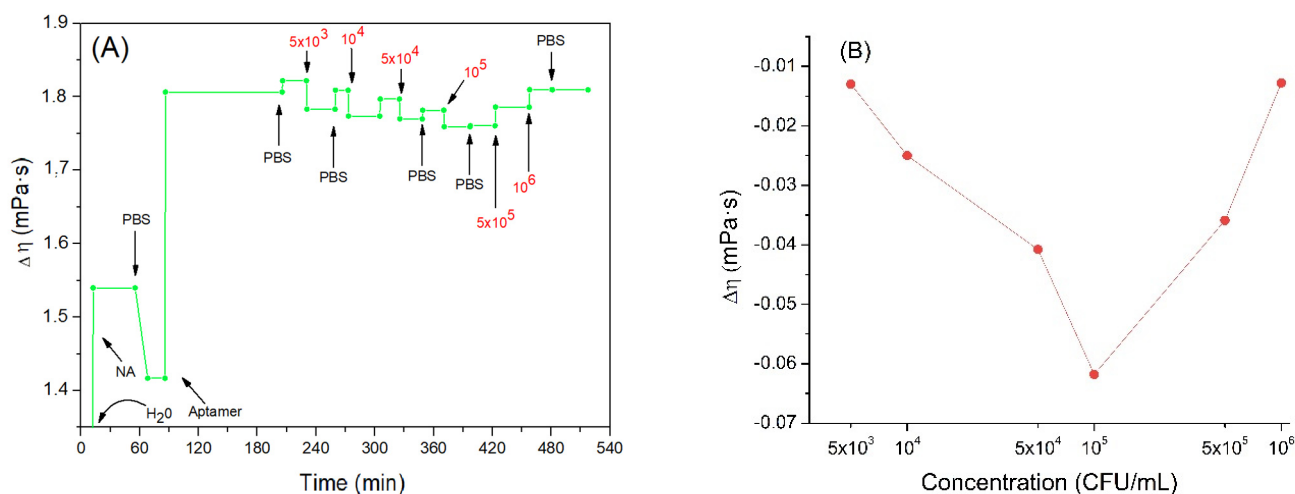 (A)
Δ η (mPa·s)
1.9
1.8
1.7
1.6
1.5
1.4
0 60 120 180 240 300 360 420 480 540
Time (min)
H₂0
NA
PBS
Aptamer
PBS
5x10³
PBS
10⁴
5x10⁴
PBS
10⁵
PBS
5x10⁵
10⁶
PBS
(B)
Δη (mPa·s)
-0.01
-0.02
-0.03
-0.04
-0.05
-0.06
-0.07
5x10³ 10⁴ 5x10⁴ 10⁵ 5x10⁵ 10⁶
Concentration (CFU/mL)